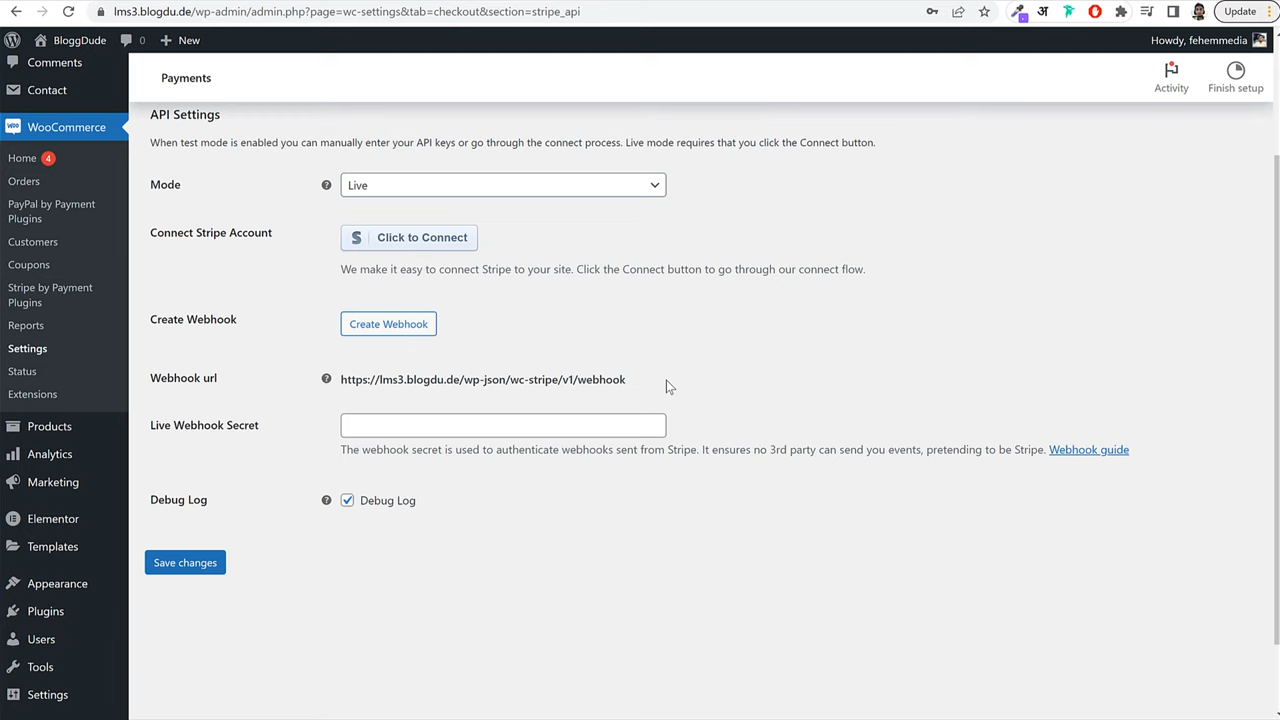 lms3.blogdu.de/wp-admin/admin.php?page=wc-settings&tab=checkout&section=stripe_api
अ
Update
BloggDude
0
New
Howdy, fehemmedia
Comments
Contact
WooCommerce
Home 4
Orders
PayPal by Payment
Plugins
Customers
Coupons
Stripe by Payment
Plugins
Reports
Settings
Status
Extensions
Products
Analytics
Marketing
Elementor
Templates
Appearance
Plugins
Users
Tools
Settings
Payments
Activity
Finish setup
API Settings
When test mode is enabled you can manually enter your API keys or go through the connect process. Live mode requires that you click the Connect button.
Mode
Live
Connect Stripe Account
S Click to Connect
We make it easy to connect Stripe to your site. Click the Connect button to go through our connect flow.
Create Webhook
Create Webhook
Webhook url
https://lms3.blogdu.de/wp-json/wc-stripe/v1/webhook
Live Webhook Secret
The webhook secret is used to authenticate webhooks sent from Stripe. It ensures no 3rd party can send you events, pretending to be Stripe. Webhook guide
Debug Log
Debug Log
Save changes